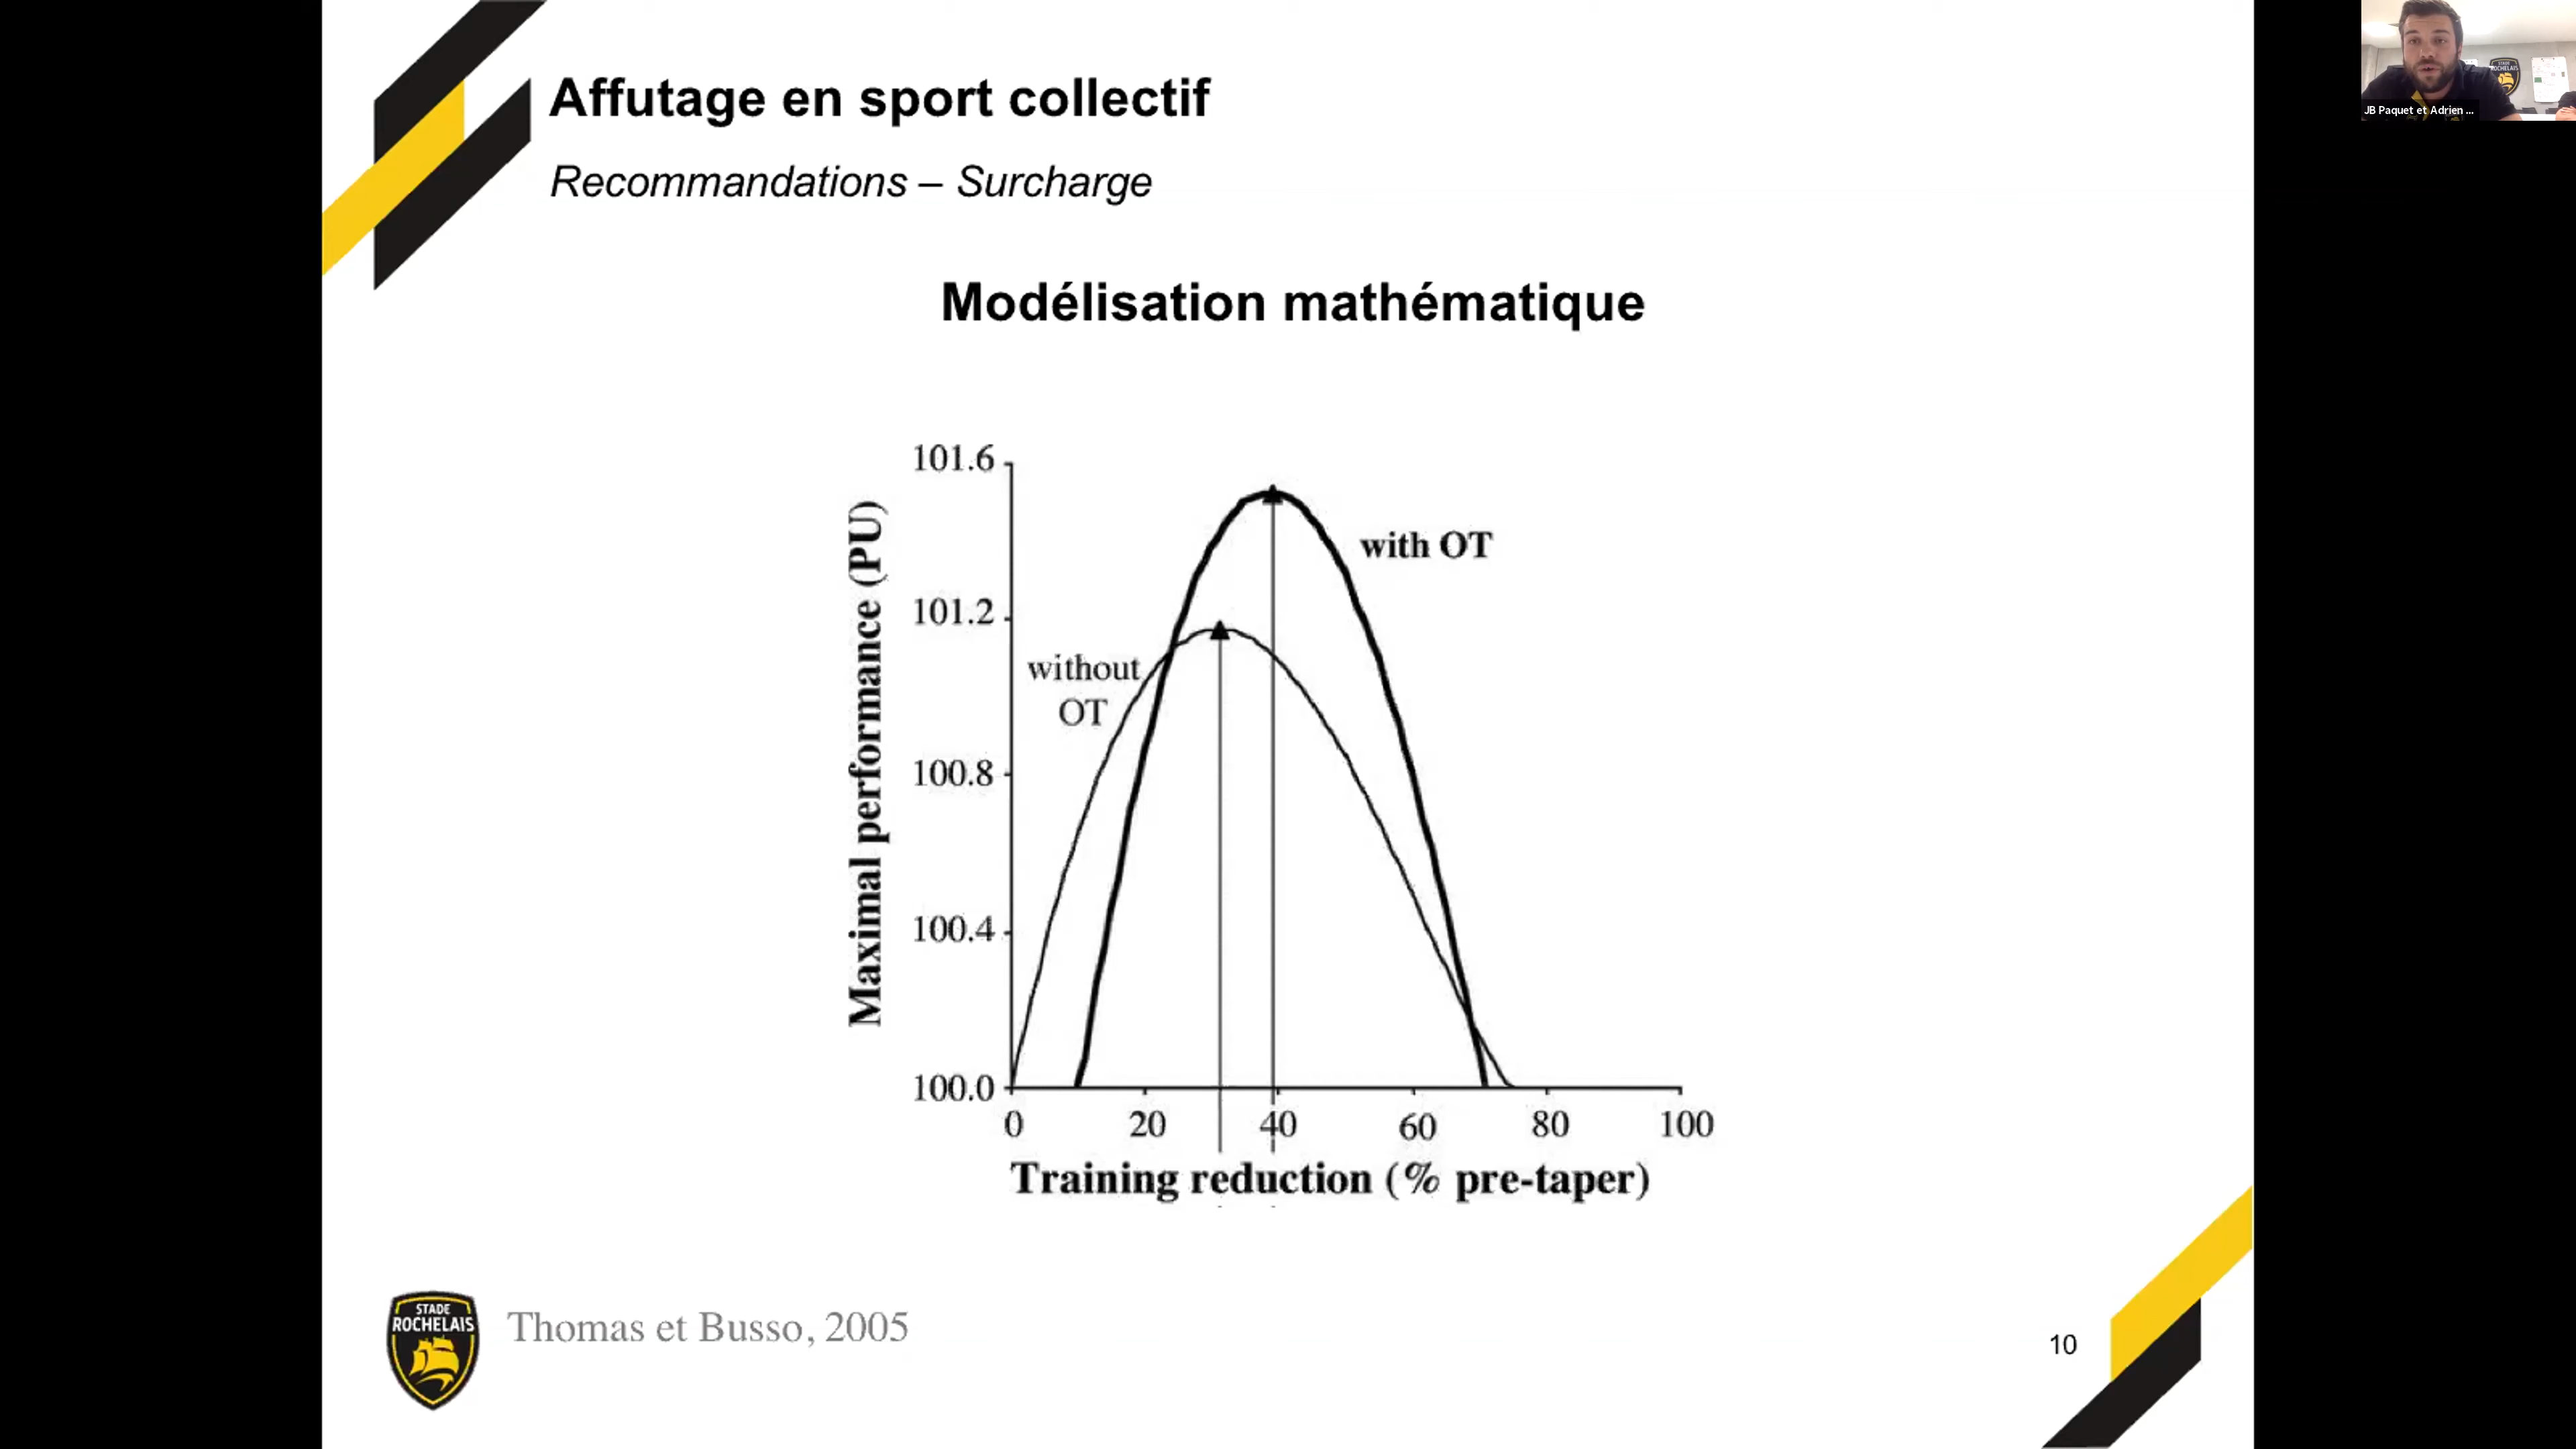 Affutage en sport collectif
Recommandations – Surcharge
Modélisation mathématique
101.6
101.2
100.8
100.4
100.0
Maximal performance (PU)
with OT
without
OT
0 20 40 60 80 100
Training reduction (% pre-taper)
STADE
ROCHELAIS
Thomas et Busso, 2005
10
JB Paquet et Adrien ...
STADE
ROCHELAIS